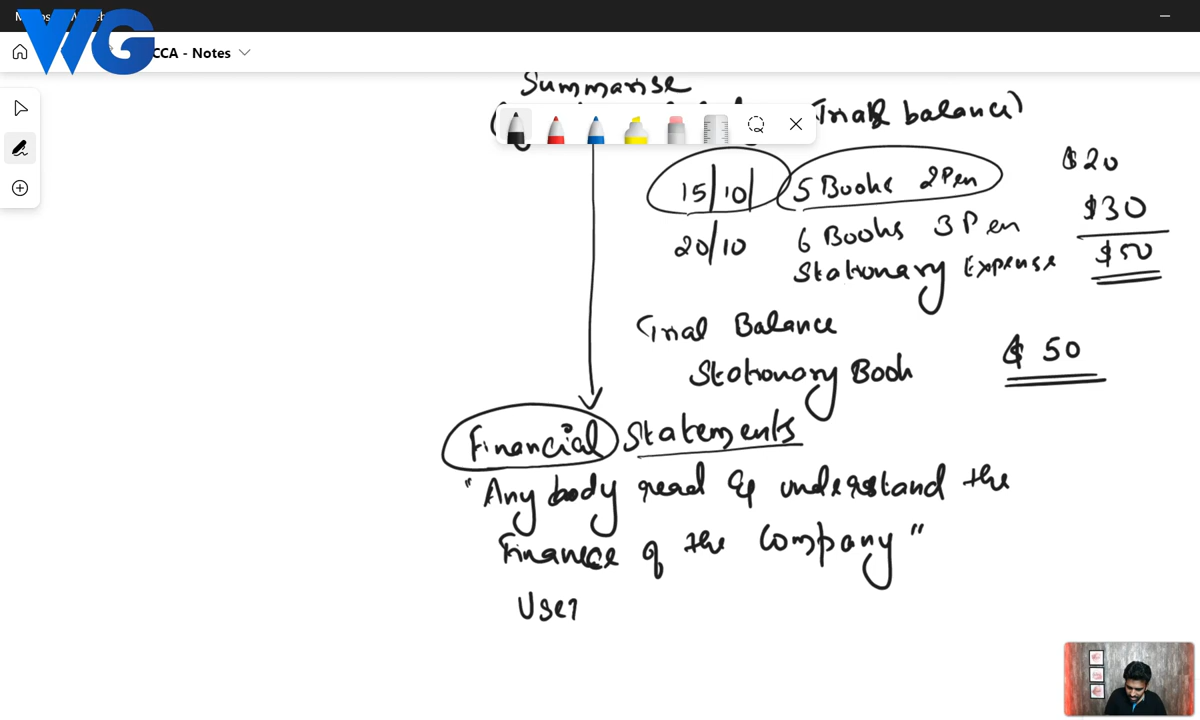 WG
CCA - Notes
Summarise
Trial balance)
15/10 5 Books 2 Pen $20
20/10 6 Books 3 Pen $30
Stationary Expense $50
Trial Balance
Stationary Book $ 50
Financial Statements
"Any body read & understand the
Finance of the Company"
User